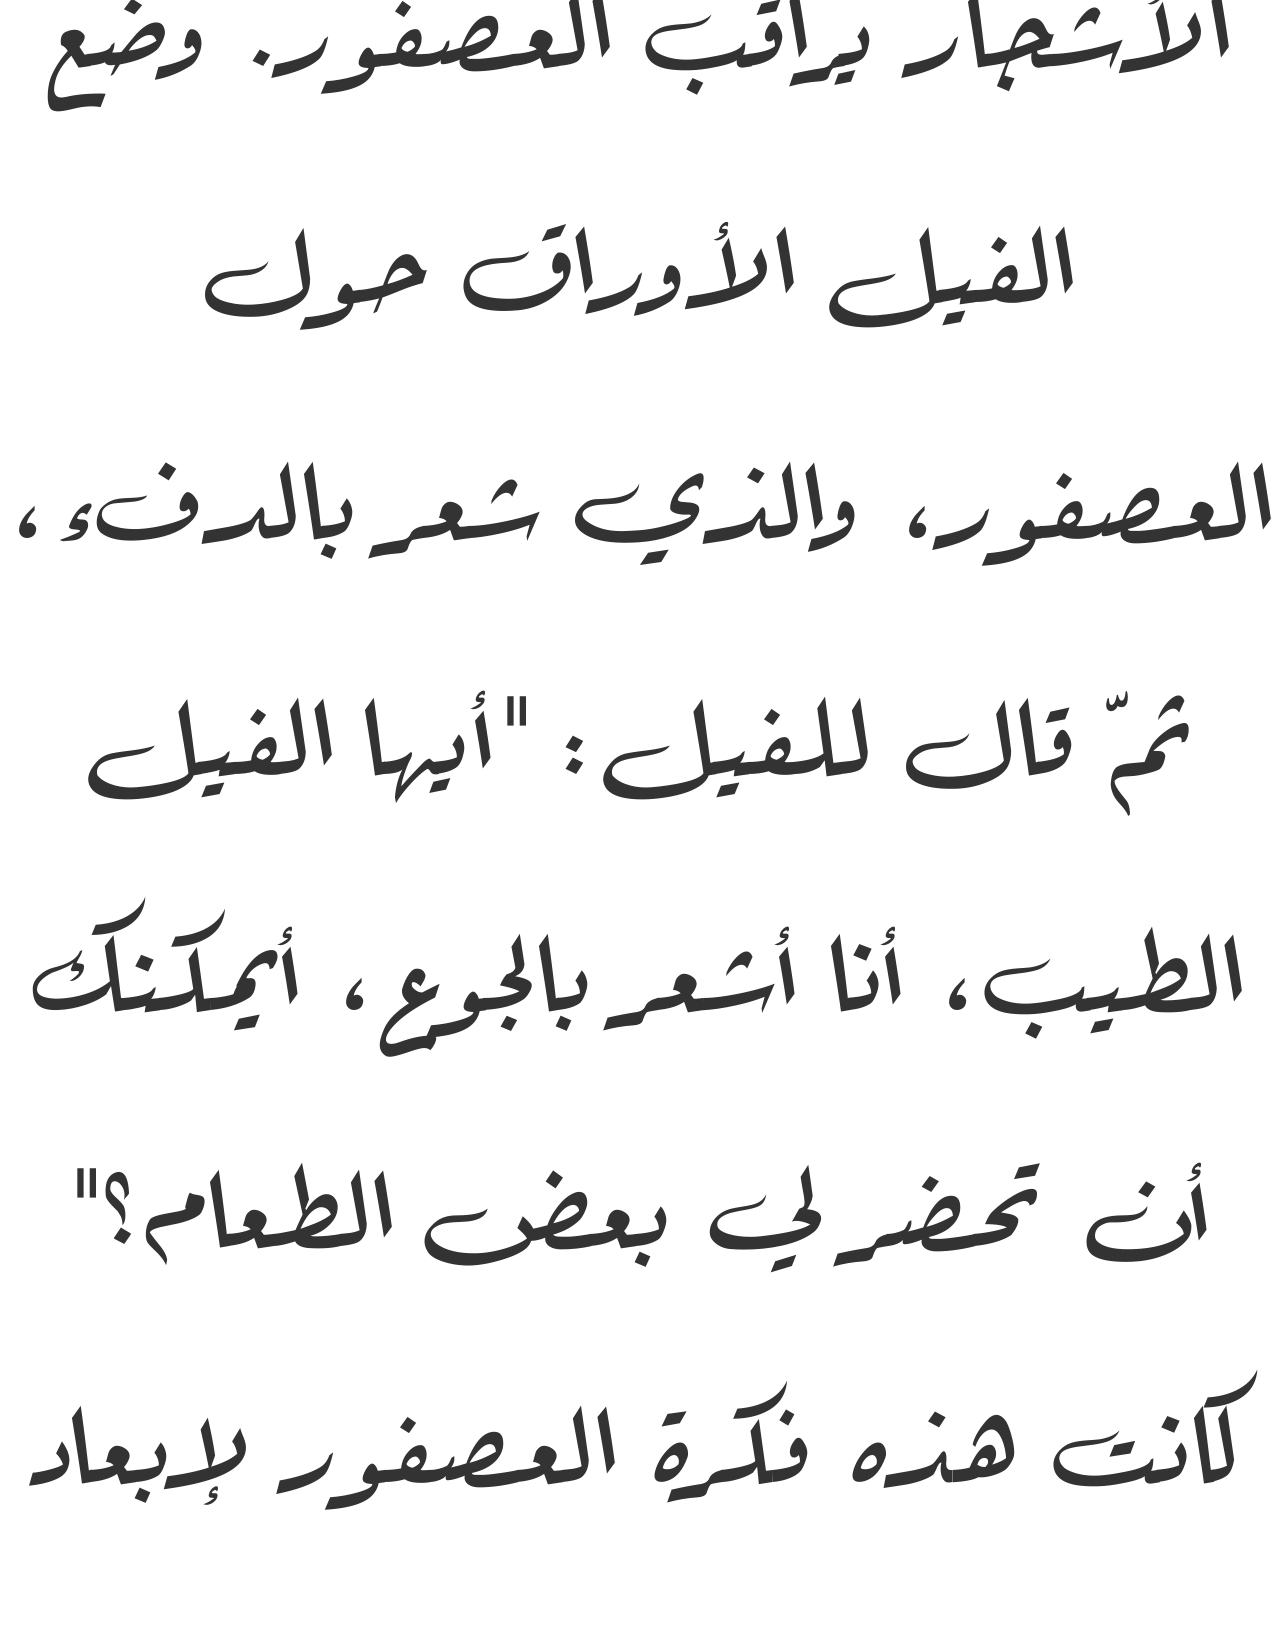 الأشجار يراقب العصفور. وضع
الفيل الأوراق حول
العصفور، والذي شعر بالدفء،
ثمّ قال للفيل: "أيها الفيل
الطيب، أنا أشعر بالجوع، أيمكنك
أن تحضر لي بعض الطعام؟"
كانت هذه فكرة العصفور لإبعاد